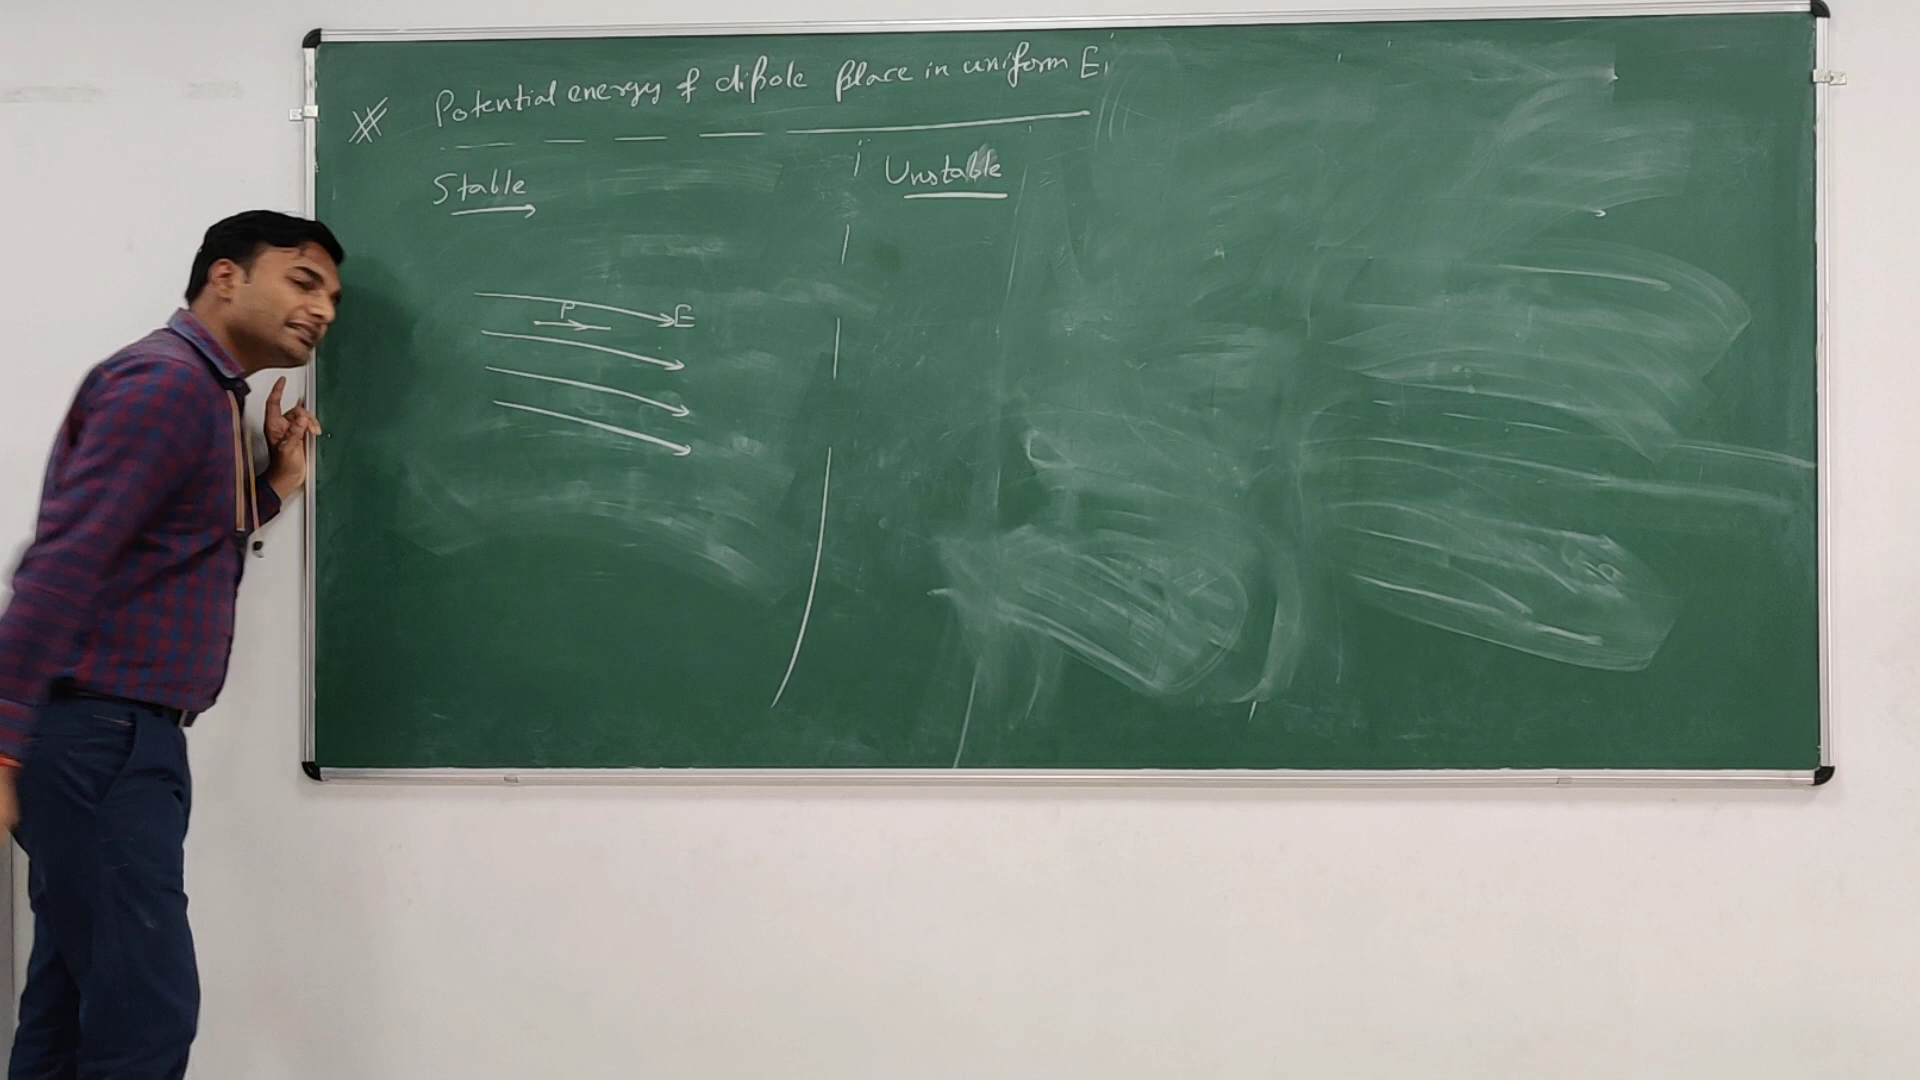 Potential energy of dipole place in uniform E,
Stable
Unstable
P
E